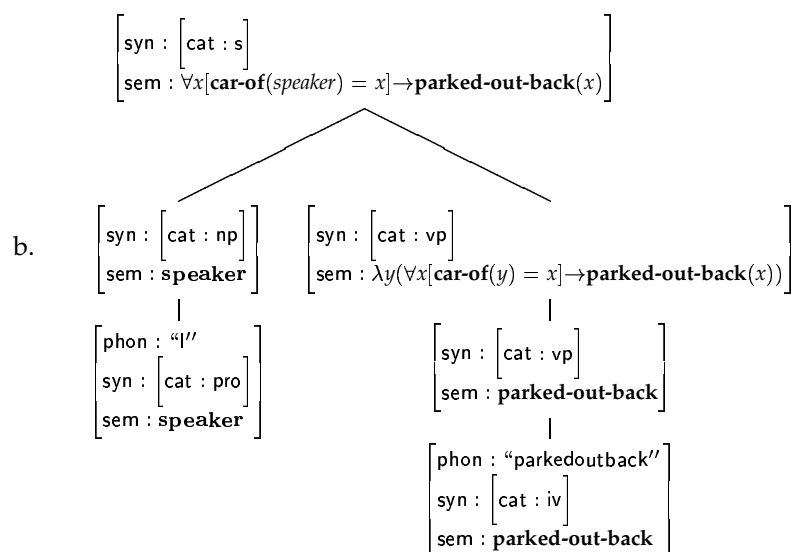 syn : [cat : s]
sem : ∀x[car-of(speaker) = x]→parked-out-back(x)
b.
syn : [cat : np]
sem : speaker
syn : [cat : vp]
sem : λy(∀x[car-of(y) = x]→parked-out-back(x))
phon : “I”
syn : [cat : pro]
sem : speaker
syn : [cat : vp]
sem : parked-out-back
phon : “parkedoutback”
syn : [cat : iv]
sem : parked-out-back